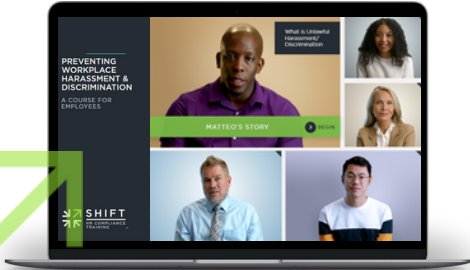 PREVENTING
WORKPLACE
HARASSMENT &
DISCRIMINATION
A COURSE FOR
EMPLOYEES
What is Unlawful
Harassment/
Discrimination
MATTEO'S STORY
BEGIN
SHIFT
HR COMPLIANCE
TRAINING